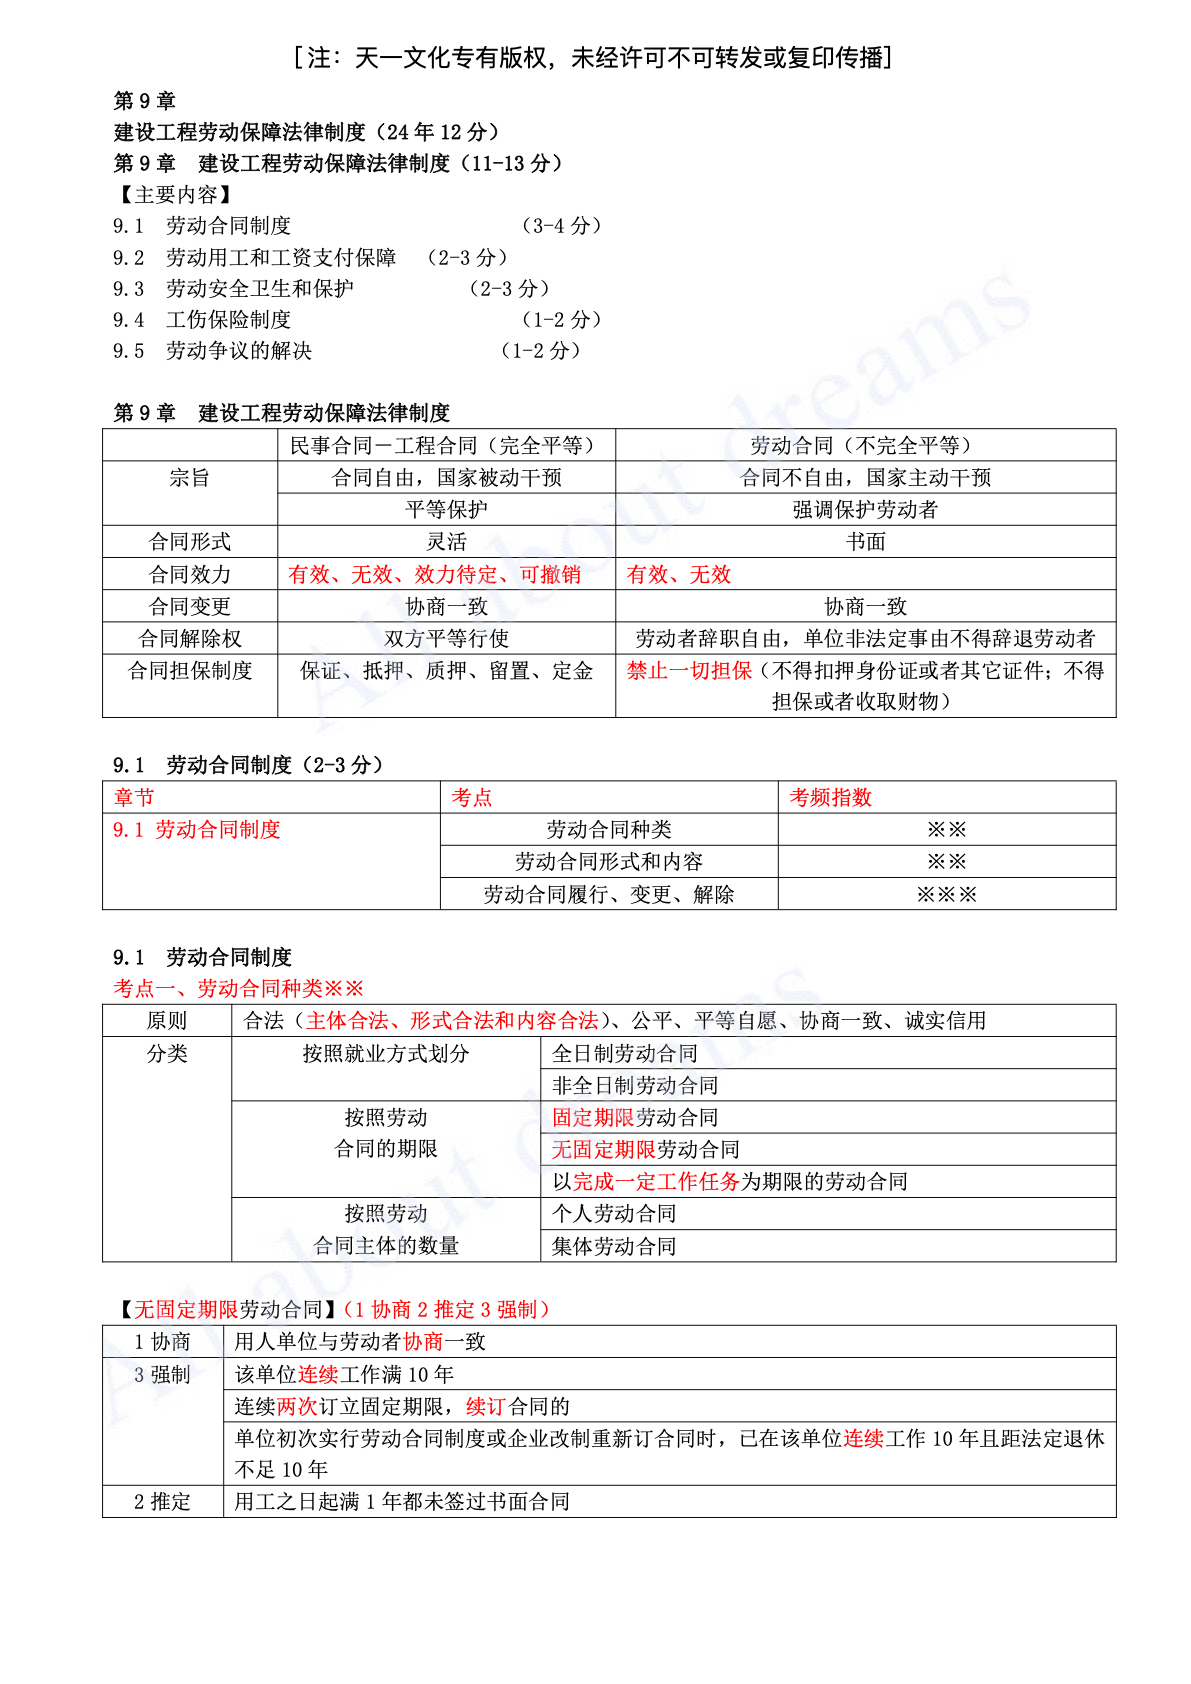 [注：天一文化专有版权，未经许可不可转发或复印传播]
第 9 章
建设工程劳动保障法律制度（24 年 12 分）
第 9 章　建设工程劳动保障法律制度（11-13 分）
【主要内容】
9.1　劳动合同制度　（3-4 分）
9.2　劳动用工和工资支付保障　（2-3 分）
9.3　劳动安全卫生和保护　（2-3 分）
9.4　工伤保险制度　（1-2 分）
9.5　劳动争议的解决　（1-2 分）
第 9 章　建设工程劳动保障法律制度
民事合同－工程合同（完全平等）　劳动合同（不完全平等）
宗旨　合同自由，国家被动干预　合同不自由，国家主动干预
平等保护　强调保护劳动者
合同形式　灵活　书面
合同效力　有效、无效、效力待定、可撤销　有效、无效
合同变更　协商一致　协商一致
合同解除权　双方平等行使　劳动者辞职自由，单位非法定事由不得辞退劳动者
合同担保制度　保证、抵押、质押、留置、定金　禁止一切担保（不得扣押身份证或者其它证件；不得
担保或者收取财物）
9.1　劳动合同制度（2-3 分）
章节　考点　考频指数
9.1 劳动合同制度　劳动合同种类　※※
劳动合同形式和内容　※※
劳动合同履行、变更、解除　※※※
9.1　劳动合同制度
考点一、劳动合同种类※※
原则　合法（主体合法、形式合法和内容合法）、公平、平等自愿、协商一致、诚实信用
分类　按照就业方式划分　全日制劳动合同
非全日制劳动合同
按照劳动　固定期限劳动合同
合同的期限　无固定期限劳动合同
以完成一定工作任务为期限的劳动合同
按照劳动　个人劳动合同
合同主体的数量　集体劳动合同
【无固定期限劳动合同】（1 协商 2 推定 3 强制）
1 协商　用人单位与劳动者协商一致
3 强制　该单位连续工作满 10 年
连续两次订立固定期限，续订合同的
单位初次实行劳动合同制度或企业改制重新订合同时，已在该单位连续工作 10 年且距法定退休
不足 10 年
2 推定　用工之日起满 1 年都未签过书面合同
All about dreams
All about dreams